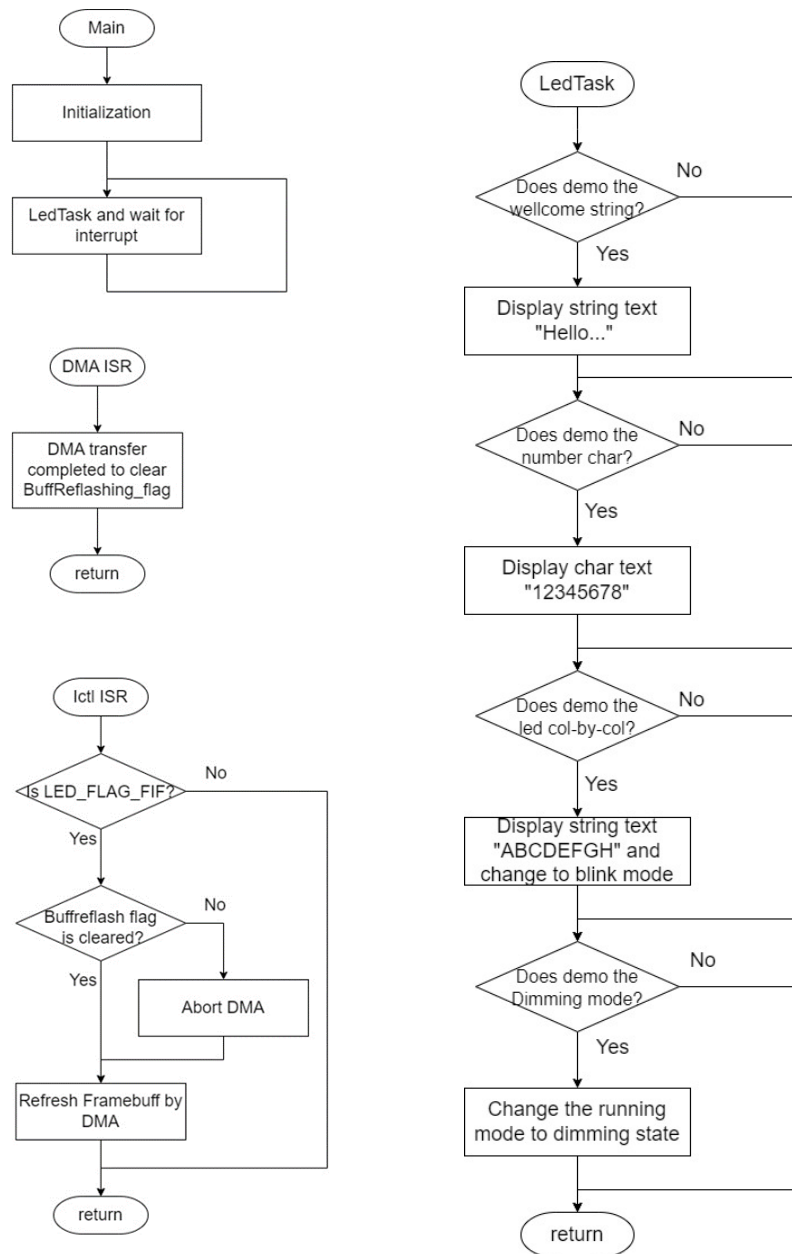 Main
Initialization
LedTask and wait for
interrupt
DMA ISR
DMA transfer
completed to clear
BuffReflashing_flag
return
Ictl ISR
Is LED_FLAG_FIF?
No
Yes
Buffreflash flag
is cleared?
No
Yes
Abort DMA
Refresh Framebuff by
DMA
return
LedTask
Does demo the
wellcome string?
No
Yes
Display string text
"Hello..."
Does demo the
number char?
No
Yes
Display char text
"12345678"
Does demo the
led col-by-col?
No
Yes
Display string text
"ABCDEFGH" and
change to blink mode
Does demo the
Dimming mode?
No
Yes
Change the running
mode to dimming state
return